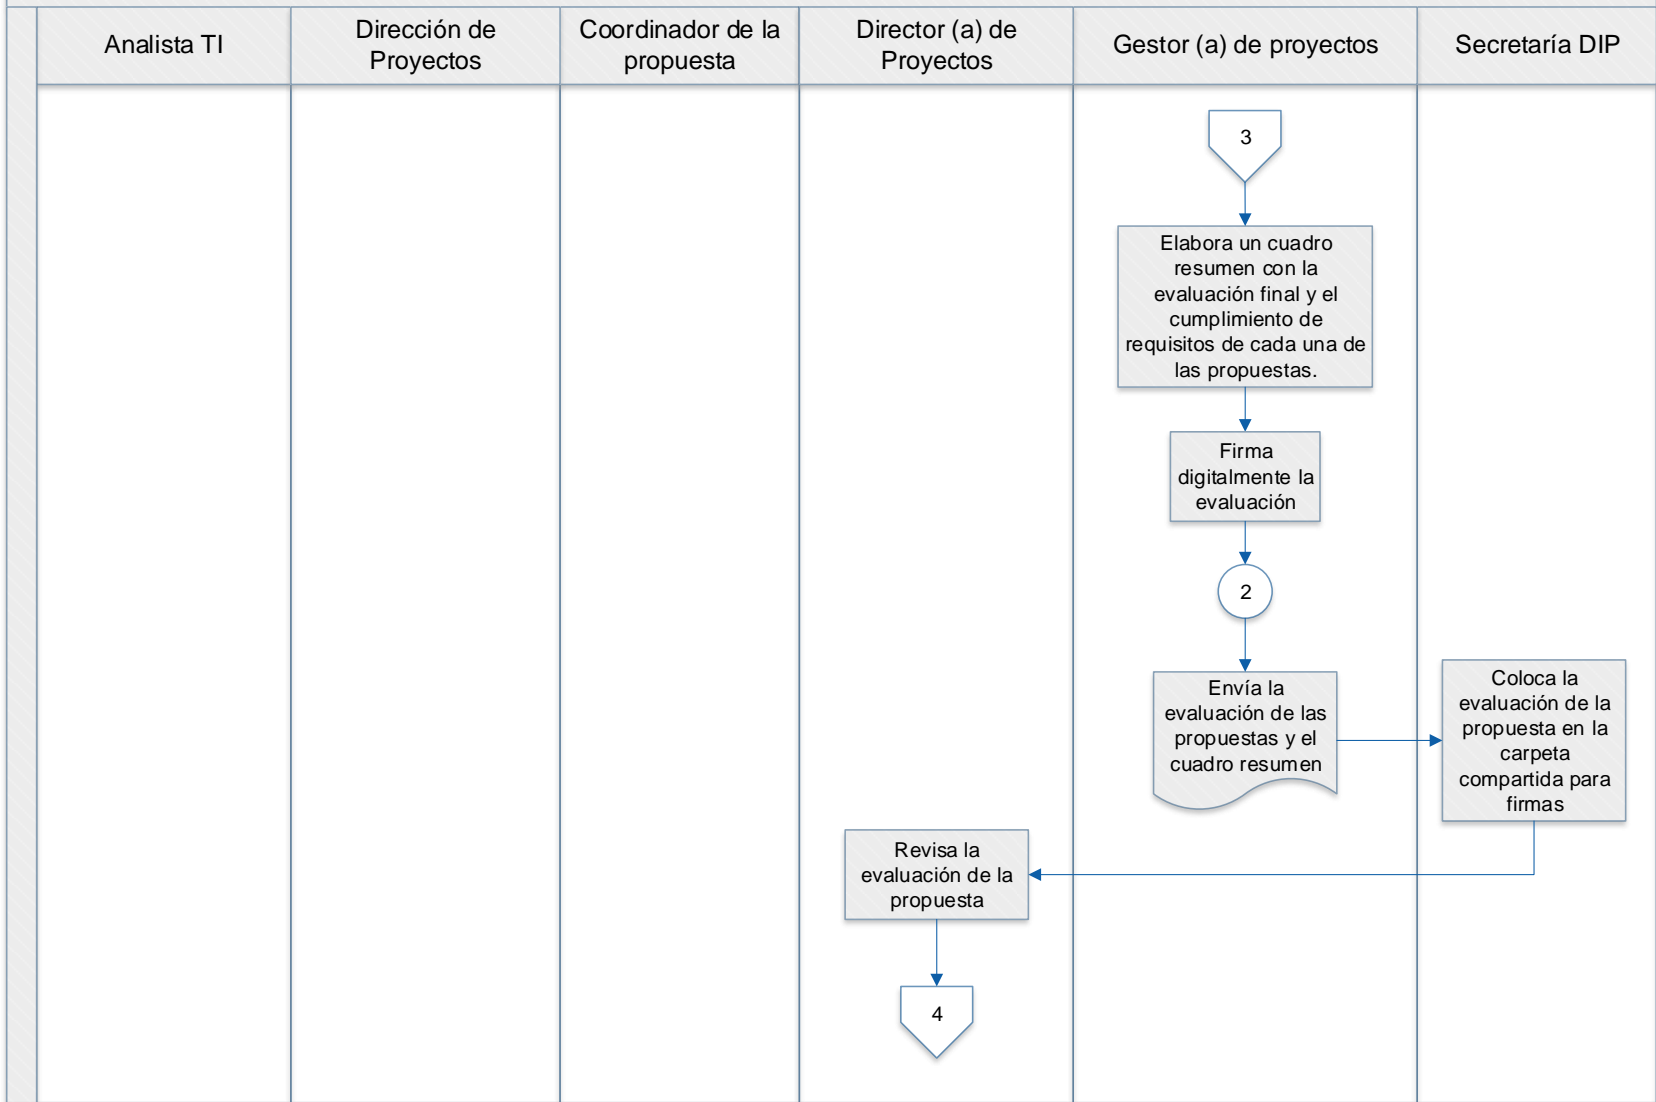 Analista TI
Dirección de
Proyectos
Coordinador de la
propuesta
Director (a) de
Proyectos
Gestor (a) de proyectos
Secretaría DIP
3
Elabora un cuadro
resumen con la
evaluación final y el
cumplimiento de
requisitos de cada una de
las propuestas.
Firma
digitalmente la
evaluación
2
Envía la
evaluación de las
propuestas y el
cuadro resumen
Coloca la
evaluación de la
propuesta en la
carpeta
compartida para
firmas
Revisa la
evaluación de la
propuesta
4